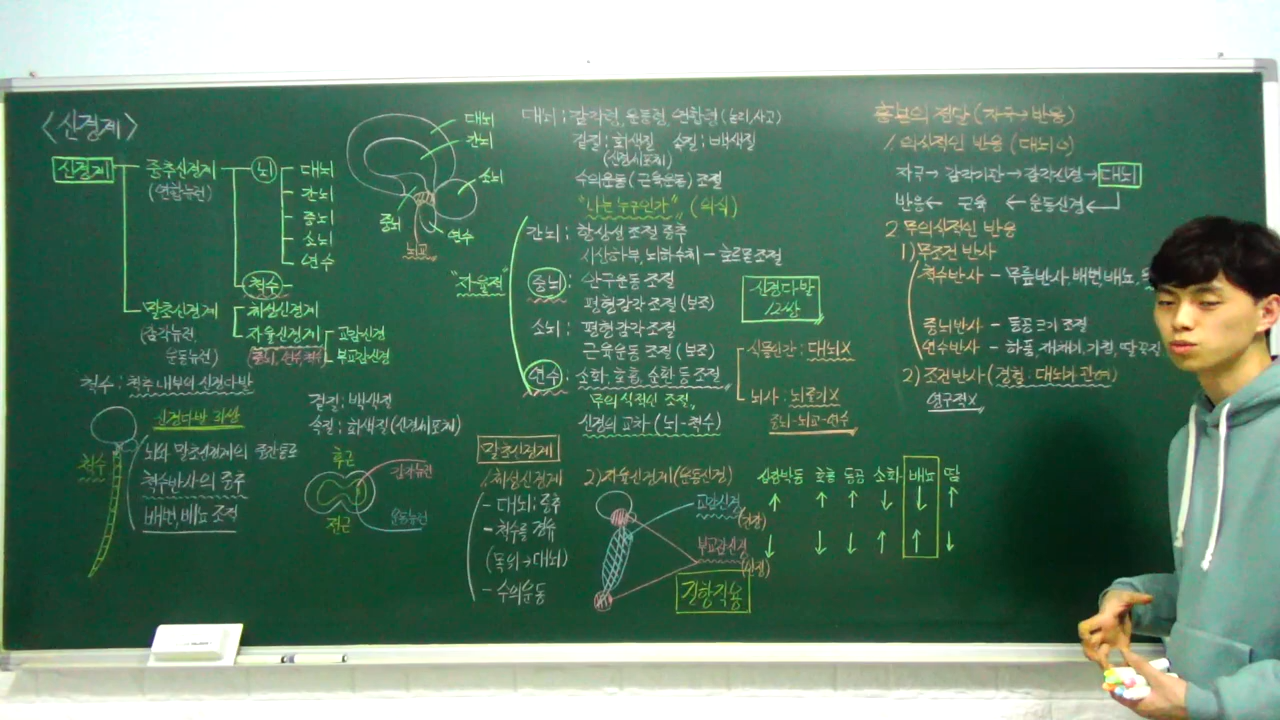 <신경계>
신경계
중추신경계
(연합뉴런)
뇌
대뇌
간뇌
중뇌
소뇌
연수
척수
말초신경계
(감각뉴런,
운동뉴런)
체성신경계
자율신경계
(중뇌, 연수, 척수)
교감신경
부교감신경
척수 : 척추 내부의 신경다발
신경다발 31쌍
척수
뇌와 말초신경계의 통로
척수반사의 중추
배변, 배뇨 조절
대뇌
간뇌
소뇌
중뇌
연수
뇌교
겉질 : 백색질
속질 : 회색질(신경세포체)
후근
전근
감각뉴런
운동뉴런
대뇌 : 감각령, 운동령, 연합령 (논리사고)
겉질 : 회색질 속질 : 백색질
(신경세포체)
수의운동 (근육운동) 조절
"나는 누구인가" (의식)
"자율적"
간뇌 : 항상성 조절 중추
시상하부, 뇌하수체 - 호르몬조절
중뇌 : 안구운동 조절
평형감각 조절 (보조)
소뇌 : 평형감각 조절
근육운동 조절 (보조)
연수 : 소화, 호흡, 순환 등 조절
무의식적인 조절
신경의 교차 (뇌-척수)
신경다발
12쌍
식물인간 : 대뇌X
뇌사 : 뇌줄기X
중뇌-뇌교-연수
말초신경계
1) 체성신경계
- 대뇌 : 중추
- 척수를 경유
(목위→대뇌)
- 수의운동
2) 자율신경계 (운동신경)
교감신경
(긴장)
부교감신경
(안정)
길항작용
심장박동 호흡 동공 소화 배뇨 땀
↑ ↑ ↑ ↓ ↓ ↑
↓ ↓ ↓ ↑ ↑ ↓
흥분의 전달 (자극→반응)
1. 의식적인 반응 (대뇌O)
자극→ 감각기관→감각신경→ 대뇌
반응← 근육 ← 운동신경
2. 무의식적인 반응
1) 무조건 반사
척수반사 - 무릎반사, 배변, 배뇨,
중뇌반사 - 동공크기 조절
연수반사 - 하품, 재채기, 기침, 딸꾹질
2) 조건반사 (경험 : 대뇌가 관여)
영구적X